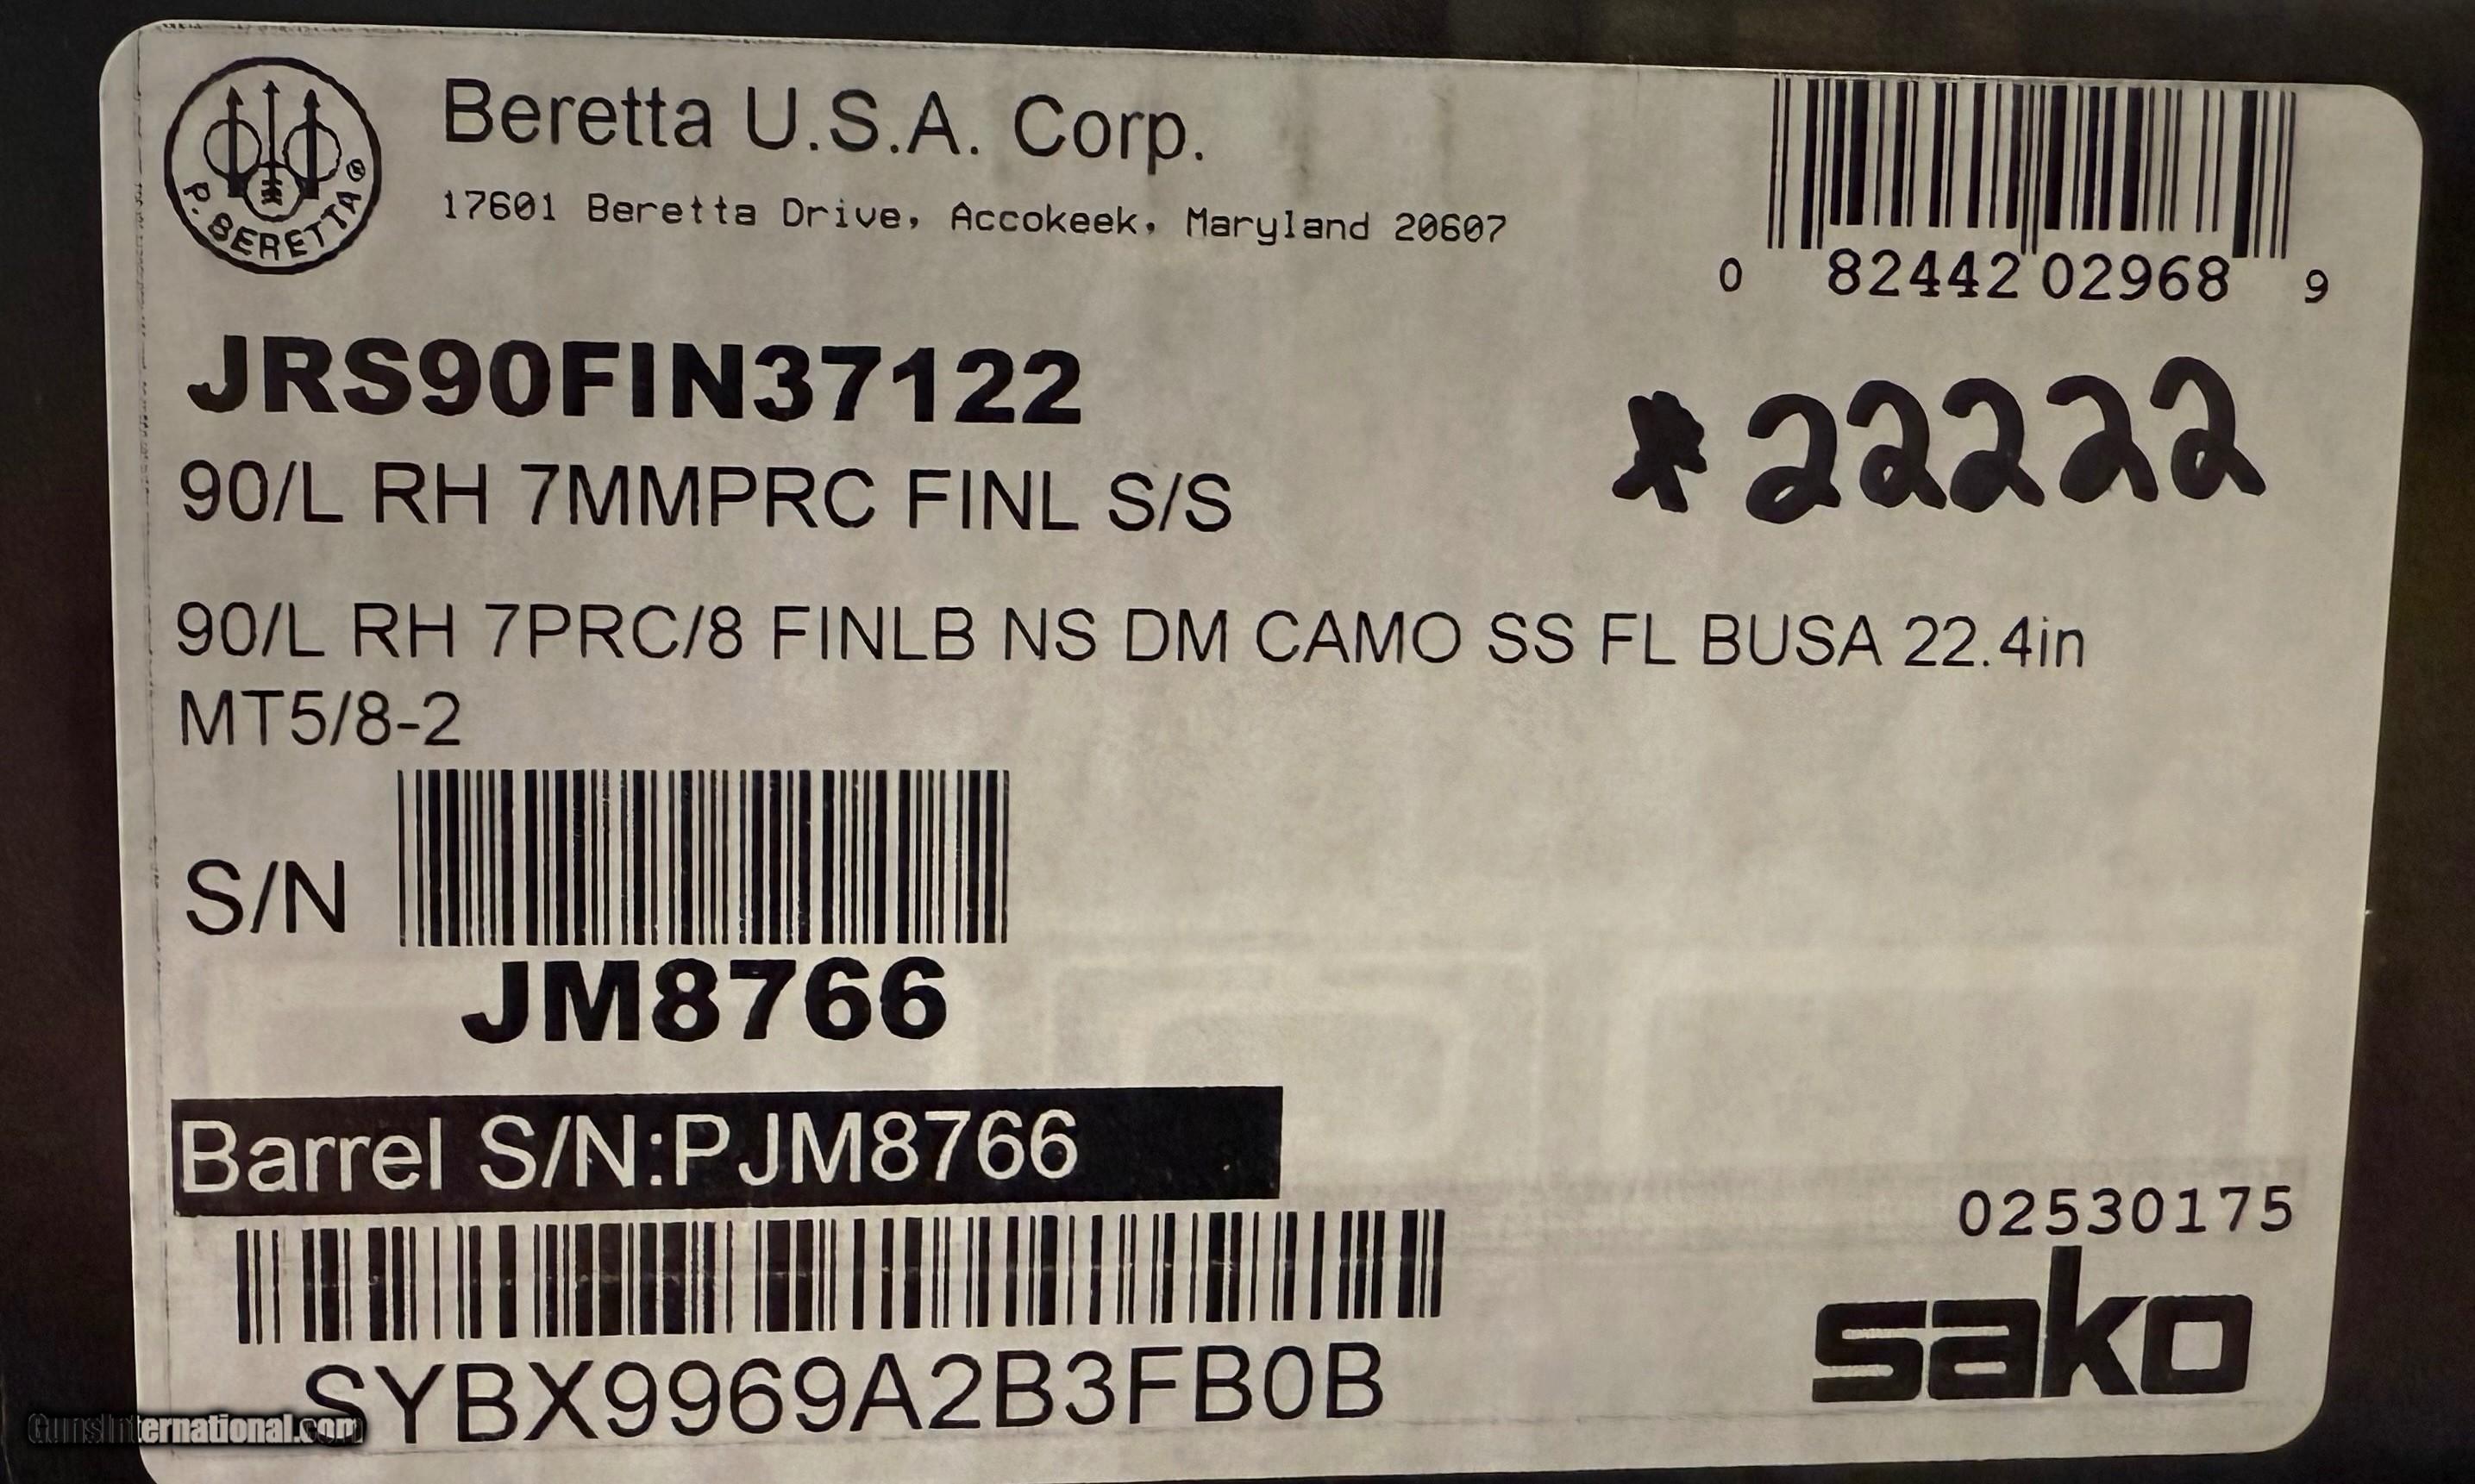 Beretta U.S.A. Corp.
17601 Beretta Drive, Accokeek, Maryland 20607
P. BERETTA®
0 82442 02968 9
JRS90FIN37122
*22222
90/L RH 7MMPRC FINL S/S
90/L RH 7PRC/8 FINLB NS DM CAMO SS FL BUSA 22.4in
MT5/8-2
S/N
JM8766
Barrel S/N:PJM8766
02530175
sako
SYBX9969A2B3FB0B
GunsInternational.com